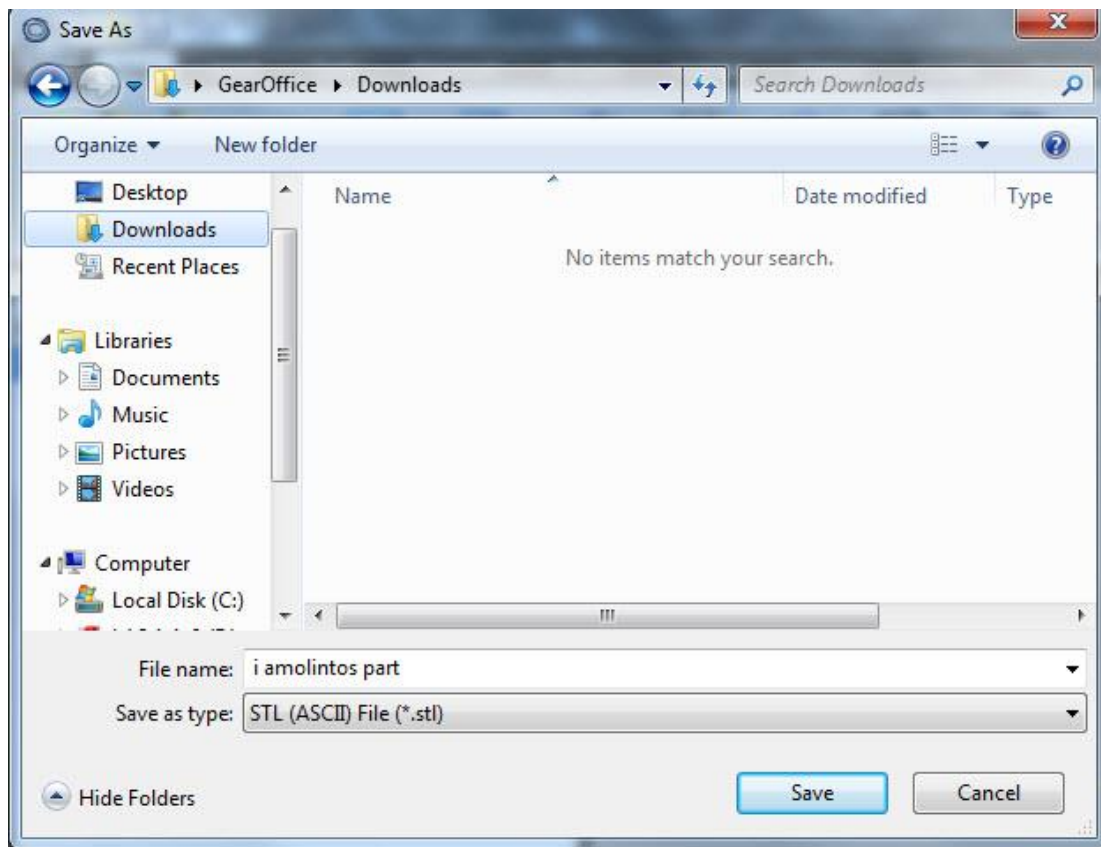 Save As
GearOffice Downloads Search Downloads
Organize New folder
Desktop
Downloads
Recent Places
Libraries
Documents
Music
Pictures
Videos
Computer
Local Disk (C:)
Name Date modified Type
No items match your search.
File name: i amolintos part
Save as type: STL (ASCII) File (*.stl)
Hide Folders Save Cancel